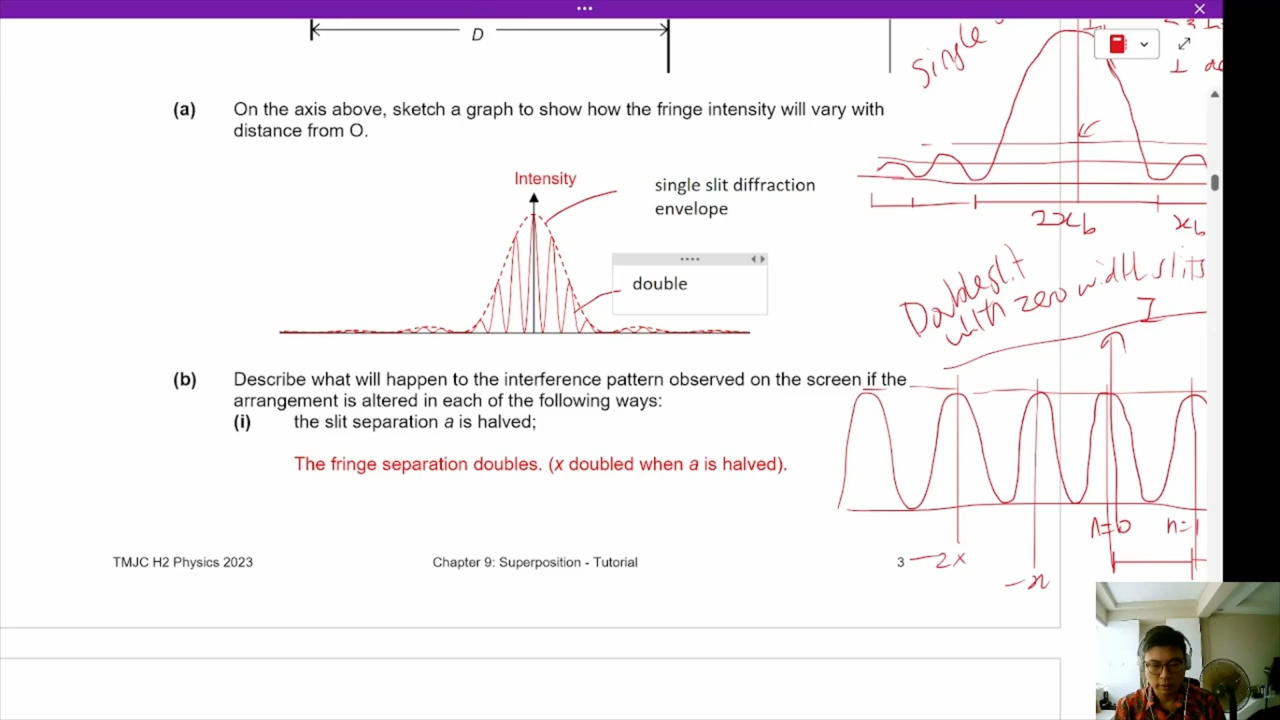 D
(a) On the axis above, sketch a graph to show how the fringe intensity will vary with
distance from O.
Intensity
single slit diffraction
envelope
double
(b) Describe what will happen to the interference pattern observed on the screen if the
arrangement is altered in each of the following ways:
(i) the slit separation a is halved;
The fringe separation doubles. (x doubled when a is halved).
TMJC H2 Physics 2023
Chapter 9: Superposition - Tutorial
3
single
2x_b
x_b
Double slit
with zero width slits
I
n=0
n=1
-2x
-x